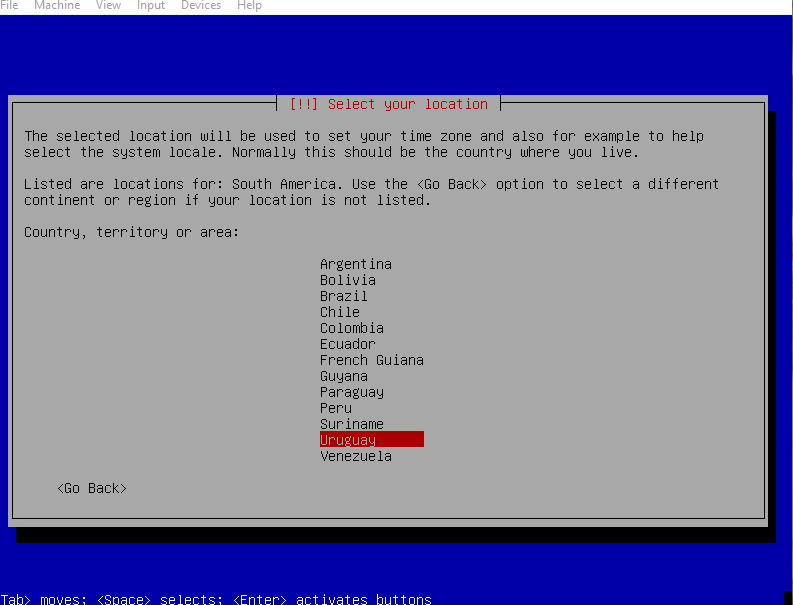 File Machine View Input Devices Help
[!!] Select your location
The selected location will be used to set your time zone and also for example to help
select the system locale. Normally this should be the country where you live.
Listed are locations for: South America. Use the <Go Back> option to select a different
continent or region if your location is not listed.
Country, territory or area:
Argentina
Bolivia
Brazil
Chile
Colombia
Ecuador
French Guiana
Guyana
Paraguay
Peru
Suriname
Uruguay
Venezuela
<Go Back>
Tab> moves; <Space> selects; <Enter> activates buttons